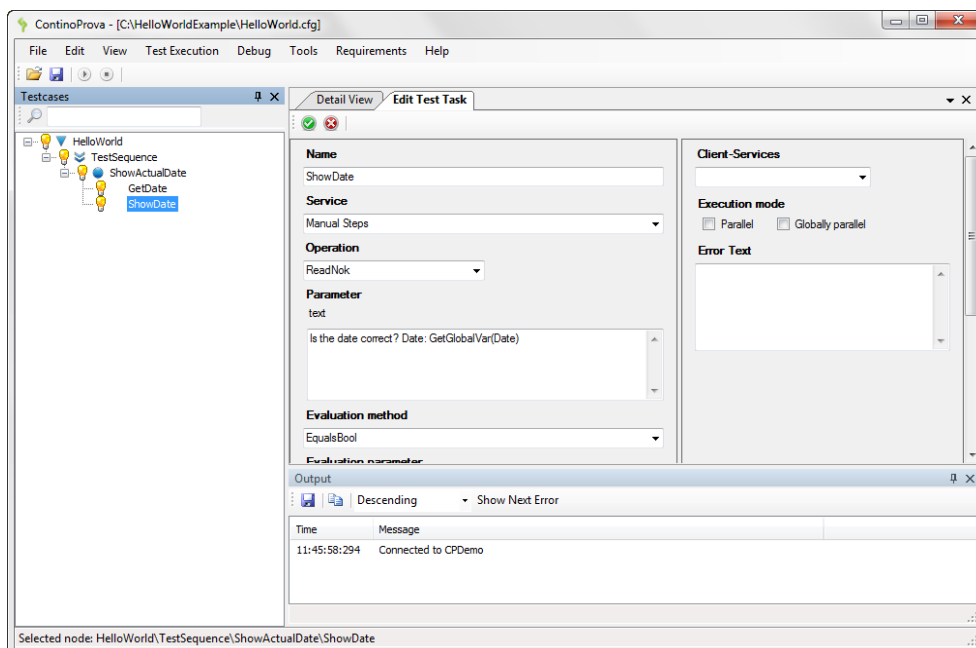 ContinoProva - [C:\HelloWorldExample\HelloWorld.cfg]
File Edit View Test Execution Debug Tools Requirements Help
Testcases
HelloWorld
TestSequence
ShowActualDate
GetDate
ShowDate
Detail View Edit Test Task
Name
ShowDate
Service
Manual Steps
Operation
ReadNok
Parameter
text
Is the date correct? Date: GetGlobalVar(Date)
Evaluation method
EqualsBool
Evaluation parameter
Client-Services
Execution mode
Parallel Globally parallel
Error Text
Output
Descending Show Next Error
Time Message
11:45:58:294 Connected to CPDemo
Selected node: HelloWorld\TestSequence\ShowActualDate\ShowDate